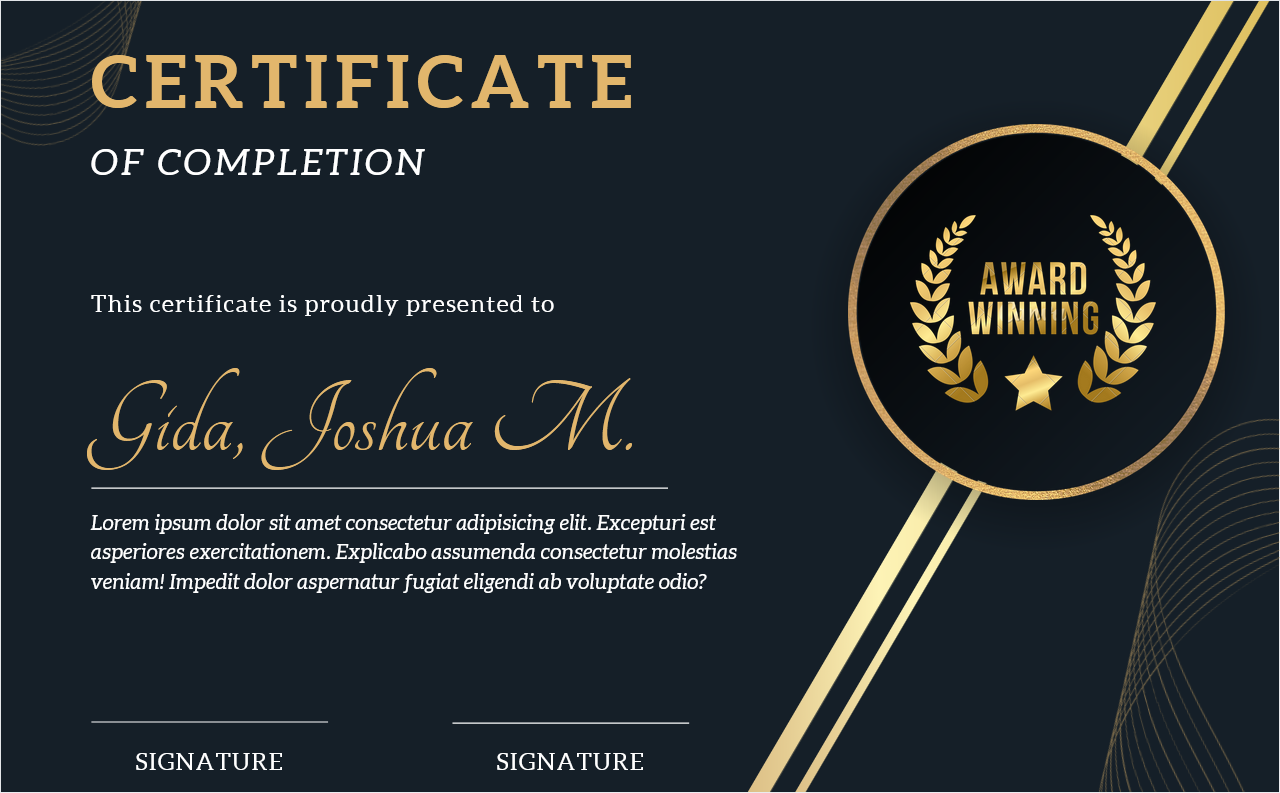 CERTIFICATE
OF COMPLETION
This certificate is proudly presented to
Gida, Joshua M.
Lorem ipsum dolor sit amet consectetur adipisicing elit. Excepturi est
asperiores exercitationem. Explicabo assumenda consectetur molestias
veniam! Impedit dolor aspernatur fugiat eligendi ab voluptate odio?
SIGNATURE
SIGNATURE
AWARD
WINNING